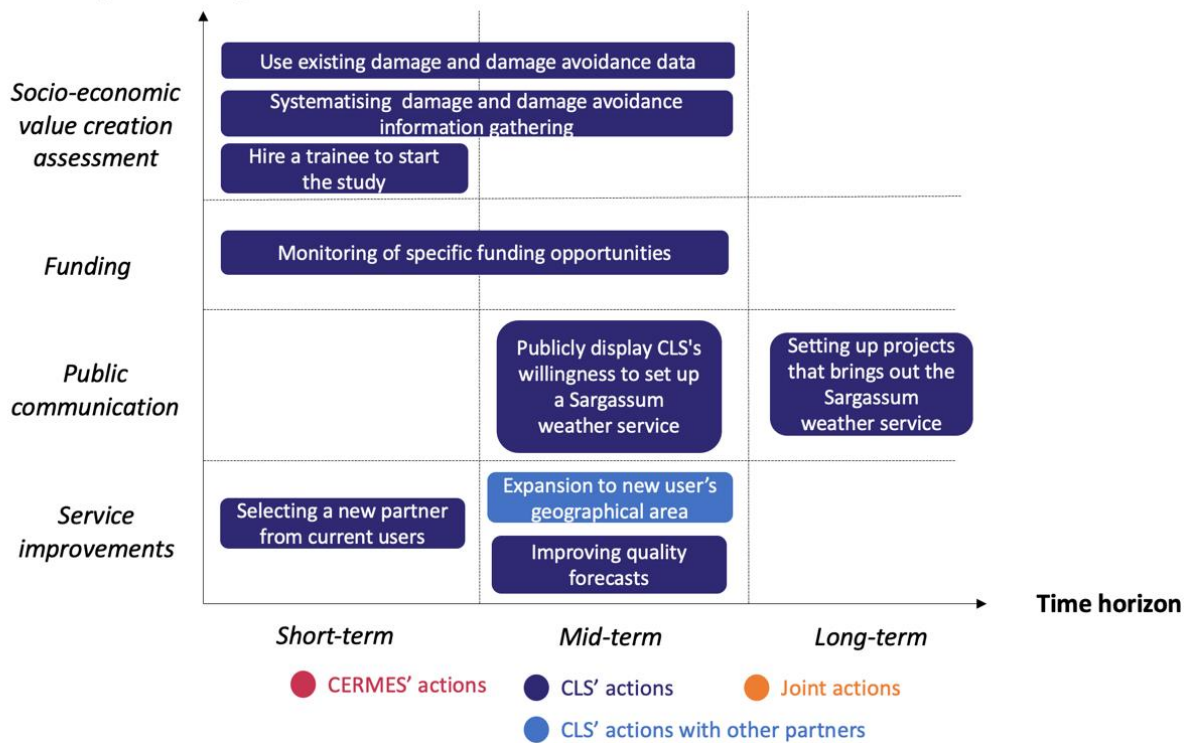 Socio-economic
value creation
assessment
Use existing damage and damage avoidance data
Systematising  damage and damage avoidance
information gathering
Hire a trainee to start
the study
Funding
Monitoring of specific funding opportunities
Public
communication
Publicly display CLS's
willingness to set up
a Sargassum
weather service
Setting up projects
that brings out the
Sargassum
weather service
Service
improvements
Selecting a new partner
from current users
Expansion to new user's
geographical area
Improving quality
forecasts
Time horizon
Short-term
Mid-term
Long-term
CERMES' actions
CLS' actions
Joint actions
CLS' actions with other partners